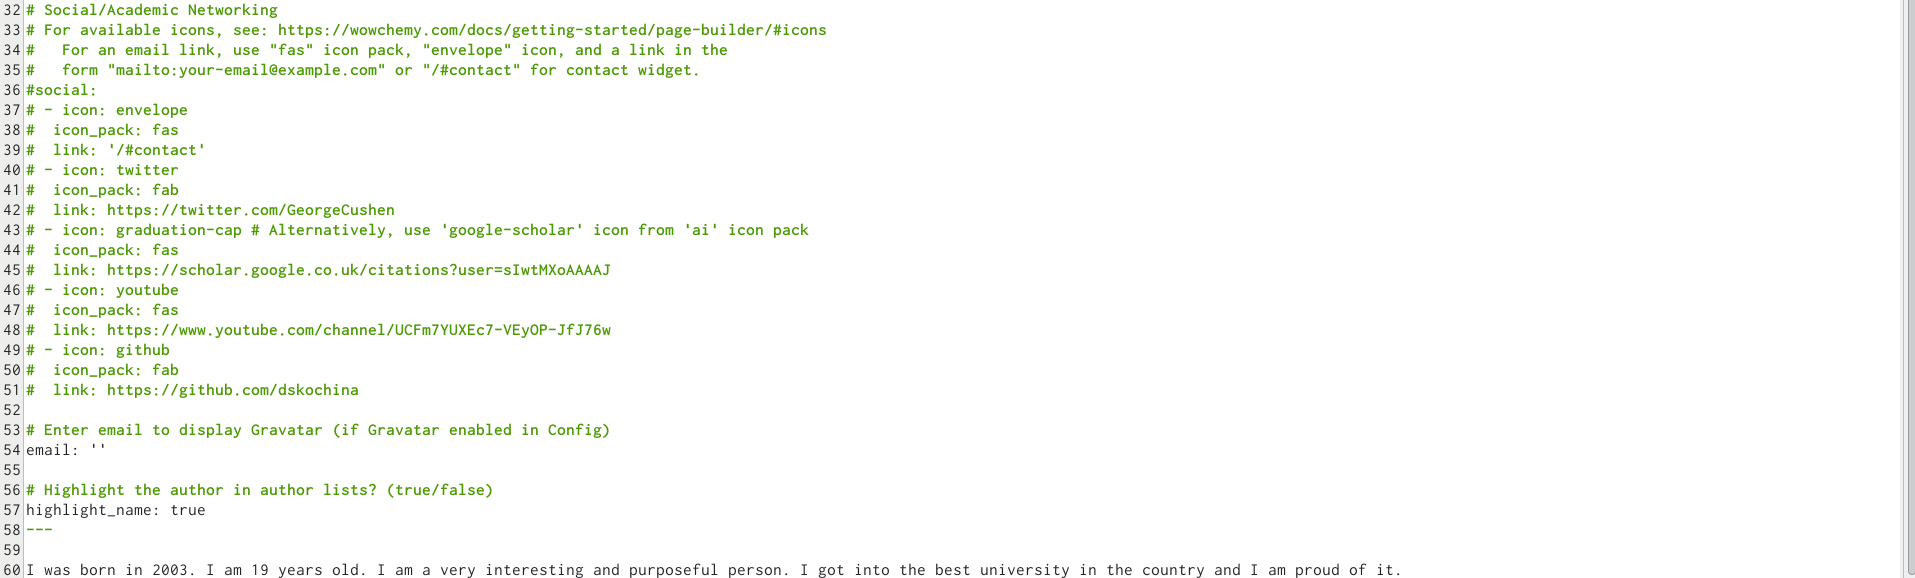 32 # Social/Academic Networking
33 # For available icons, see: https://wowchemy.com/docs/getting-started/page-builder/#icons
34 #   For an email link, use "fas" icon pack, "envelope" icon, and a link in the
35 #   form "mailto:your-email@example.com" or "/#contact" for contact widget.
36 #social:
37 # - icon: envelope
38 #  icon_pack: fas
39 #  link: '/#contact'
40 # - icon: twitter
41 #  icon_pack: fab
42 #  link: https://twitter.com/GeorgeCushen
43 # - icon: graduation-cap # Alternatively, use 'google-scholar' icon from 'ai' icon pack
44 #  icon_pack: fas
45 #  link: https://scholar.google.co.uk/citations?user=sIwtMXoAAAAJ
46 # - icon: youtube
47 #  icon_pack: fas
48 #  link: https://www.youtube.com/channel/UCFm7YUXEc7-VEyOP-JfJ76w
49 # - icon: github
50 #  icon_pack: fab
51 #  link: https://github.com/dskochina
52
53 # Enter email to display Gravatar (if Gravatar enabled in Config)
54 email: ''
55
56 # Highlight the author in author lists? (true/false)
57 highlight_name: true
58 ---
59
60 I was born in 2003. I am 19 years old. I am a very interesting and purposeful person. I got into the best university in the country and I am proud of it.